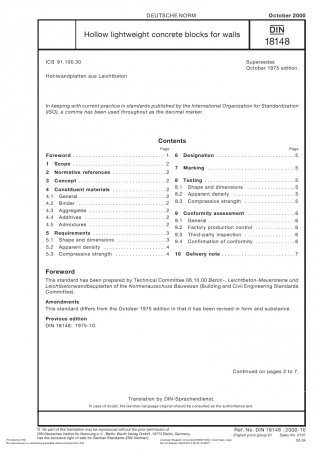 DEUTSCHE NORM
October 2000
Hollow lightweight concrete blocks for walls
DIN
18148
ICS 91.100.30
Supersedes
October 1975 edition.
Hohlwandplatten aus Leichtbeton
In keeping with current practice in standards published by the International Organization for Standardization
(ISO), a comma has been used throughout as the decimal marker.
Contents
Page
Foreword . . . 1
1 Scope . . . 2
2 Normative references . . . 2
3 Concept . . . 2
4 Constituent materials . . . 2
4.1 General . . . 2
4.2 Binder . . . 2
4.3 Aggregates . . . 2
4.4 Additives . . . 2
4.5 Admixtures . . . 2
5 Requirements . . . 3
5.1 Shape and dimensions . . . 3
5.2 Apparent density . . . 4
5.3 Compressive strength . . . 4
Page
6 Designation . . . 5
7 Marking . . . 5
8 Testing . . . 5
8.1 Shape and dimensions . . . 5
8.2 Apparent density . . . 5
8.3 Compressive strength . . . 5
9 Conformity assessment . . . 6
9.1 General . . . 6
9.2 Factory production control . . . 6
9.3 Third-party inspection . . . 6
9.4 Confirmation of conformity . . . 6
10 Delivery note . . . 7
Foreword
This standard has been prepared by Technical Committee 06.10.00 Beton-, Leichtbeton-Mauersteine und
Leichtbetonwandbauplatten of the Normenausschuss Bauwesen (Building and Civil Engineering Standards
Committee).
Amendments
This standard differs from the October 1975 edition in that it has been revised in form and substance.
Previous edition
DIN 18148: 1975-10.
Continued on pages 2 to 7.
Translation by DIN-Sprachendienst.
In case of doubt, the German-language original should be consulted as the authoritative text.
© No part of this translation may be reproduced without the prior permission of
DIN Deutsches Institut für Normung e.V., Berlin. Beuth Verlag GmbH, 10772 Berlin, Germany,
has the exclusive right of sale for German Standards (DIN-Normen).
Ref. No. DIN 18148 : 2000-10
English price group 07 Sales No. 0107